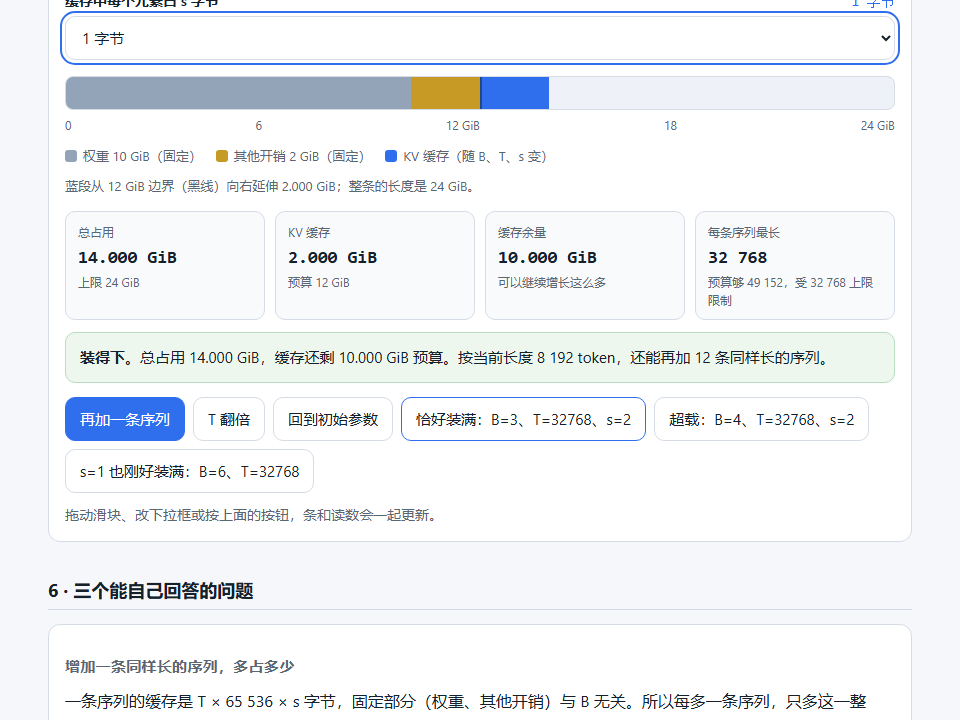 缓存中每个元素占 s 字节
1 字节
1 字节
0 6 12 GiB 18 24 GiB
权重 10 GiB（固定） 其他开销 2 GiB（固定） KV 缓存（随 B、T、s 变）
蓝段从 12 GiB 边界（黑线）向右延伸 2.000 GiB；整条的长度是 24 GiB。
总占用
14.000 GiB
上限 24 GiB
KV 缓存
2.000 GiB
预算 12 GiB
缓存余量
10.000 GiB
可以继续增长这么多
每条序列最长
32 768
预算够 49 152，受 32 768 上限
限制
装得下。总占用 14.000 GiB，缓存还剩 10.000 GiB 预算。按当前长度 8 192 token，还能再加 12 条同样长的序列。
再加一条序列
T 翻倍
回到初始参数
恰好装满：B=3、T=32768、s=2
超载：B=4、T=32768、s=2
s=1 也刚好装满：B=6、T=32768
拖动滑块、改下拉框或按上面的按钮，条和读数会一起更新。
6 · 三个能自己回答的问题
增加一条同样长的序列，多占多少
一条序列的缓存是 T × 65 536 × s 字节，固定部分（权重、其他开销）与 B 无关。所以每多一条序列，只多这一整